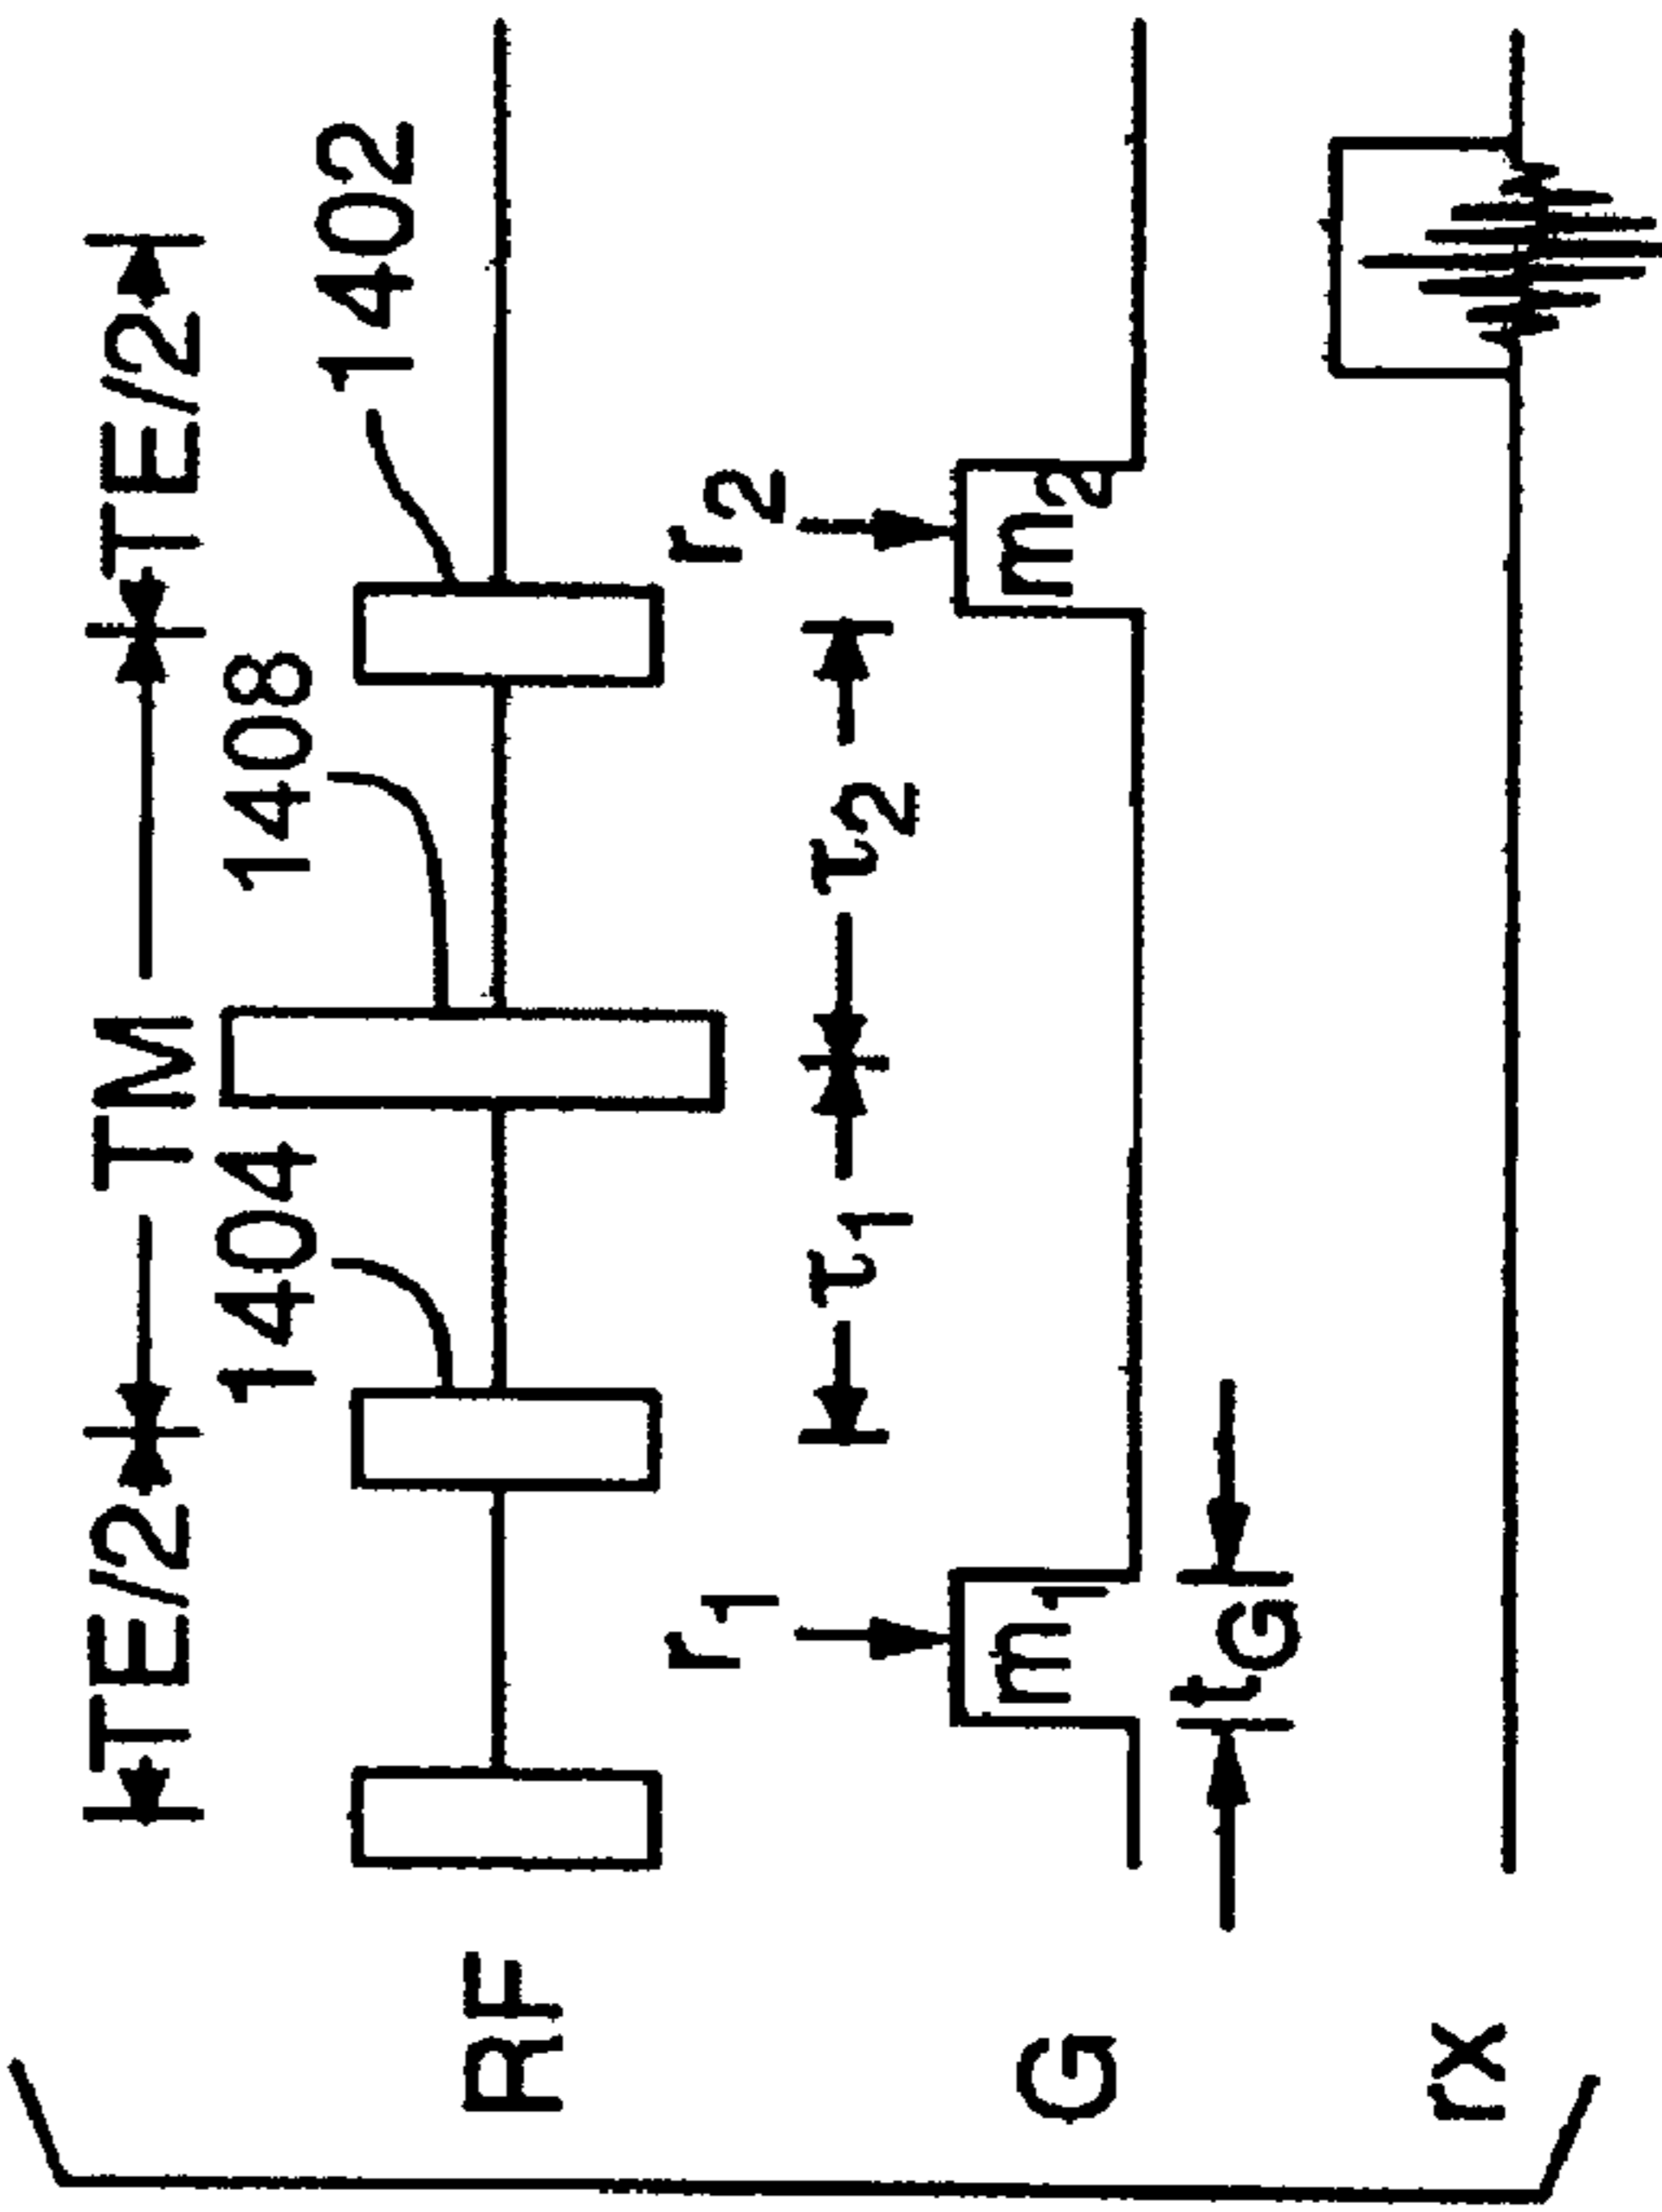 TE/2 TM TE/2
1404 1408 1402
RF
r1 τ1 τ2 r2
G m1 m2
tG
rx